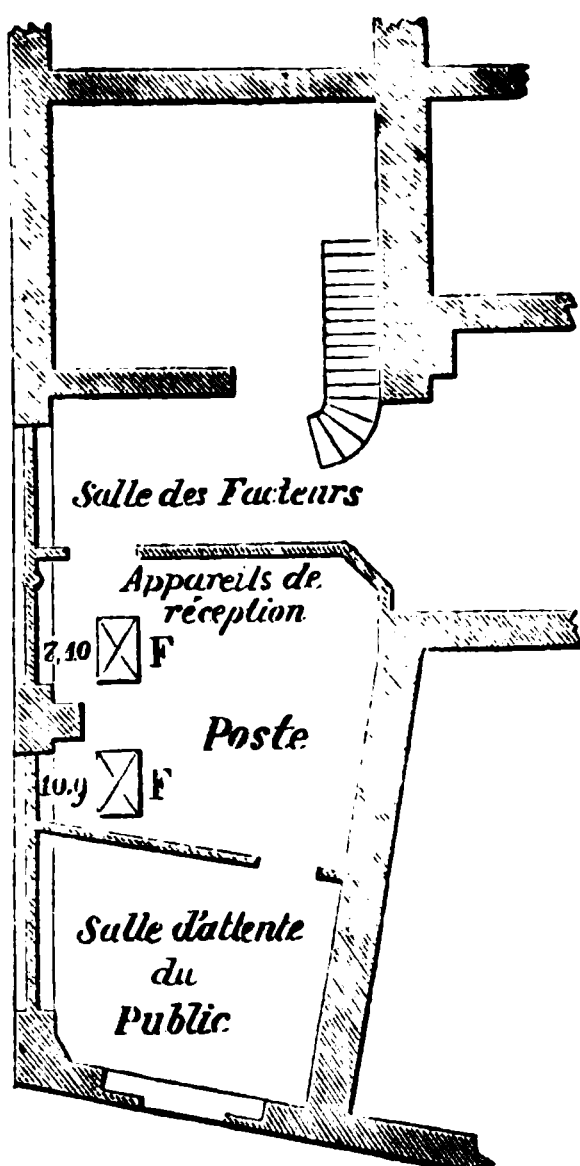 Salle des Facteurs
Appareils de
réception
7,10 F
Poste
10.9 F
Salle d'attente
du
Public